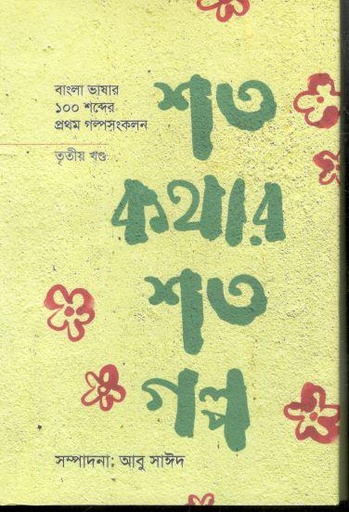 বাংলা ভাষার
১০০ শব্দের
প্রথম গল্পসংকলন
তৃতীয় খণ্ড
শত
কথার
শত
গল্প
সম্পাদনা: আবু সাঈদ